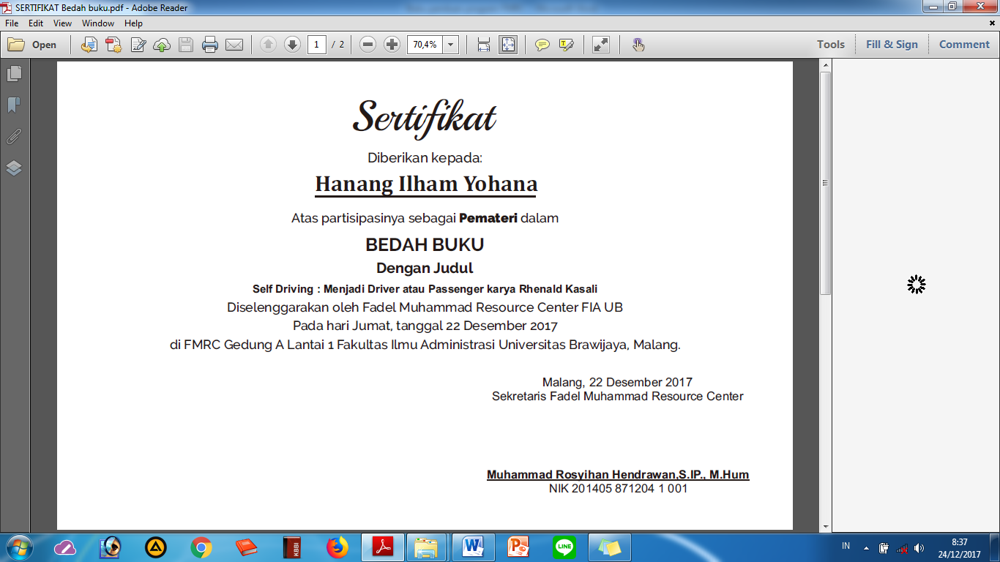 SERTIFIKAT Bedah buku.pdf - Adobe Reader
File Edit View Window Help
Open 1 / 2 70,4% Tools Fill & Sign Comment
Sertifikat
Diberikan kepada:
Hanang Ilham Yohana
Atas partisipasinya sebagai Pemateri dalam
BEDAH BUKU
Dengan Judul
Self Driving : Menjadi Driver atau Passenger karya Rhenald Kasali
Diselenggarakan oleh Fadel Muhammad Resource Center FIA UB
Pada hari Jumat, tanggal 22 Desember 2017
di FMRC Gedung A Lantai 1 Fakultas Ilmu Administrasi Universitas Brawijaya, Malang.
Malang, 22 Desember 2017
Sekretaris Fadel Muhammad Resource Center
Muhammad Rosyihan Hendrawan,S.IP., M.Hum
NIK 201405 871204 1 001
KBBI
LINE
IN 8:37
24/12/2017